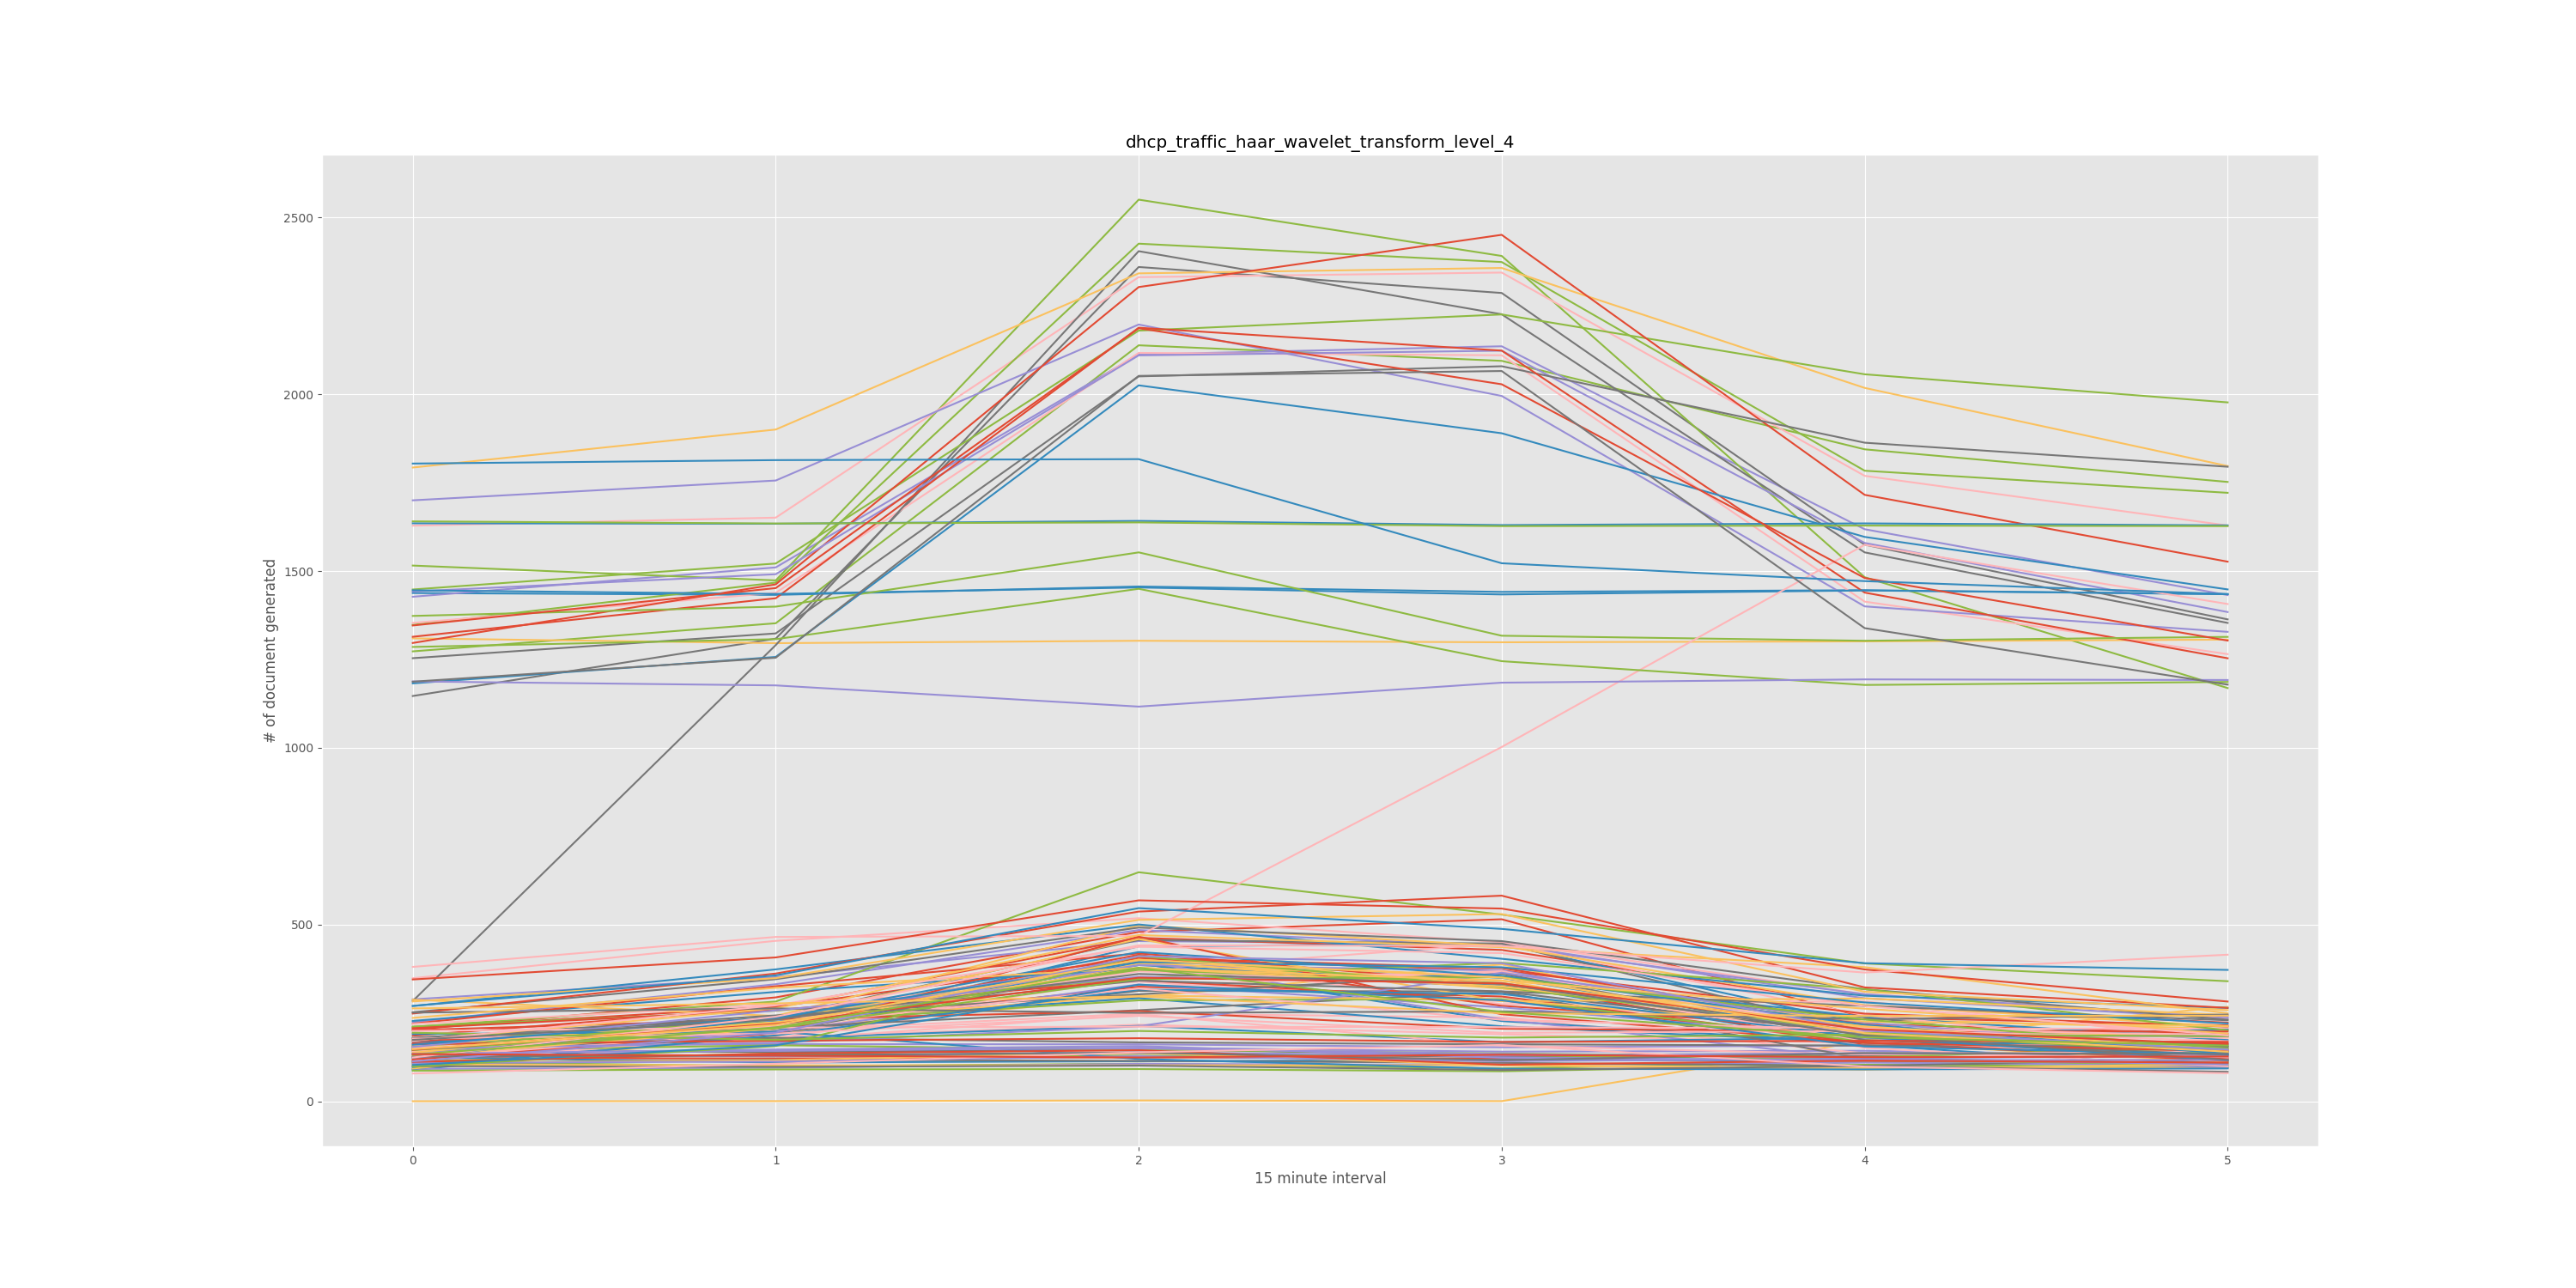 dhcp_traffic_haar_wavelet_transform_level_4
# of document generated
2500
2000
1500
1000
500
0
0 1 2 3 4 5
15 minute interval